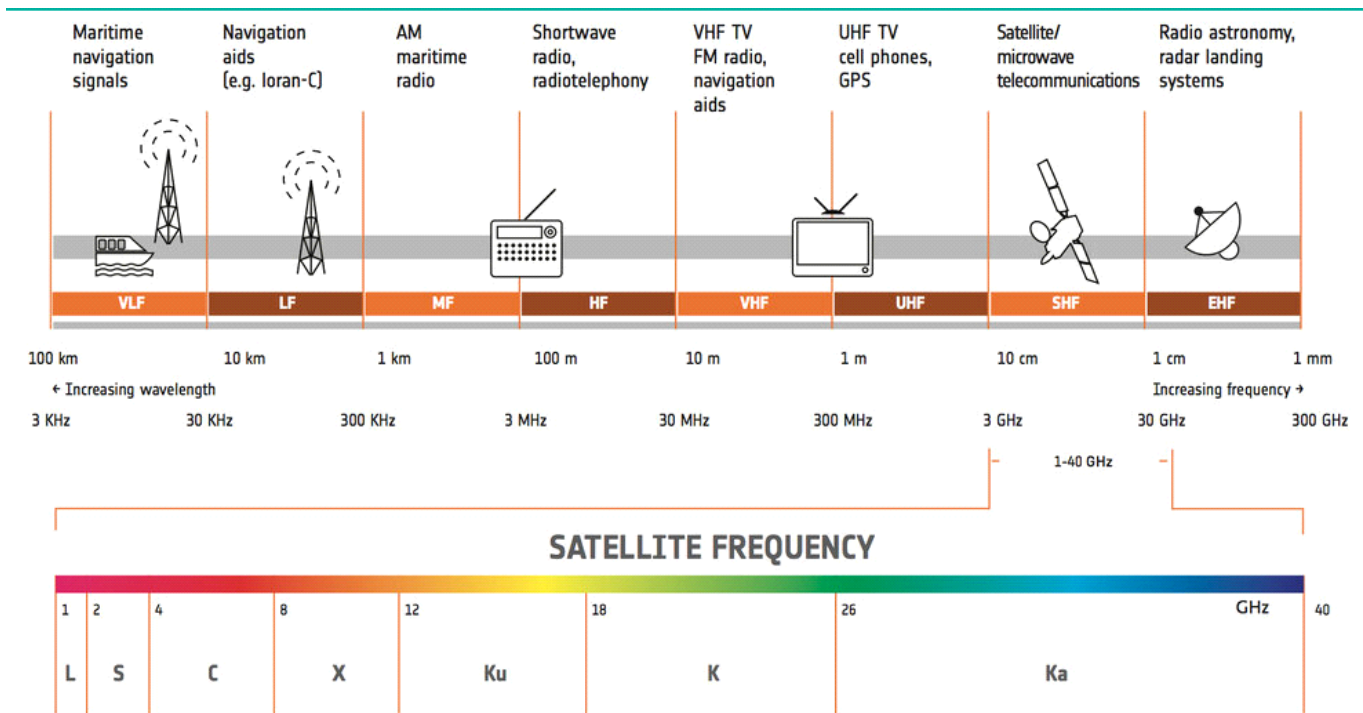 Maritime
navigation
signals
Navigation
aids
(e.g. loran-C)
AM
maritime
radio
Shortwave
radio,
radiotelephony
VHF TV
FM radio,
navigation
aids
UHF TV
cell phones,
GPS
Satellite/
microwave
telecommunications
Radio astronomy,
radar landing
systems
VLF LF MF HF VHF UHF SHF EHF
100 km 10 km 1 km 100 m 10 m 1 m 10 cm 1 cm 1 mm
← Increasing wavelength Increasing frequency →
3 KHz 30 KHz 300 KHz 3 MHz 30 MHz 300 MHz 3 GHz 30 GHz 300 GHz
1-40 GHz
SATELLITE FREQUENCY
1 2 4 8 12 18 26 GHz 40
L S C X Ku K Ka